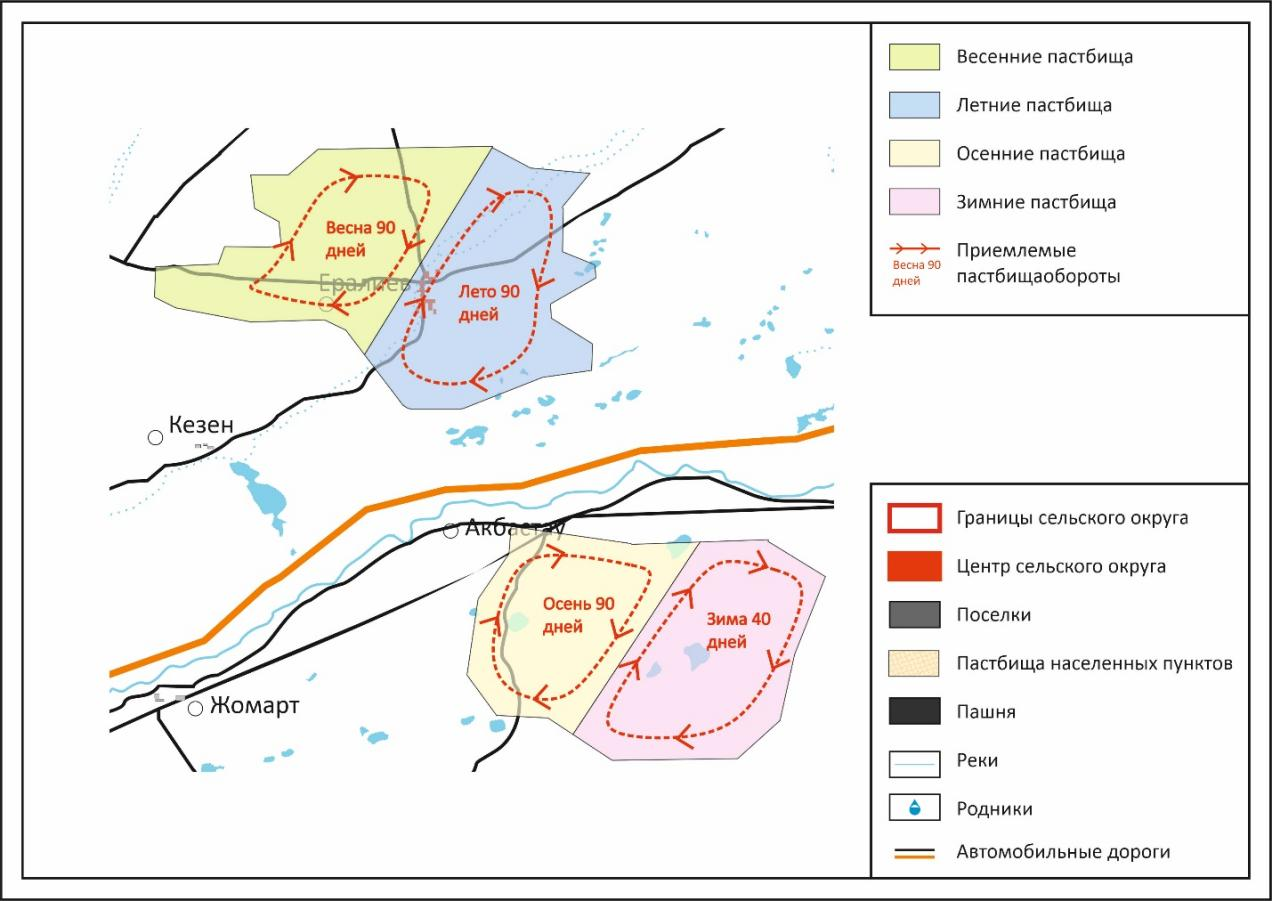 Весна 90
дней
Ералиев
Лето 90
дней
Кезен
Акбастау
Осень 90
дней
Зима 40
дней
Жомарт
Весенние пастбища
Летние пастбища
Осенние пастбища
Зимние пастбища
Весна 90
дней
Приемлемые
пастбищаобороты
Границы сельского округа
Центр сельского округа
Поселки
Пастбища населенных пунктов
Пашня
Реки
Родники
Автомобильные дороги